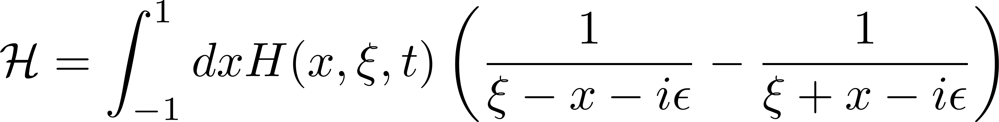 $\mathcal{H} = \int_{-1}^{1} dx H(x, \xi, t) \left( \frac{1}{\xi - x - i\epsilon} - \frac{1}{\xi + x - i\epsilon} \right)$